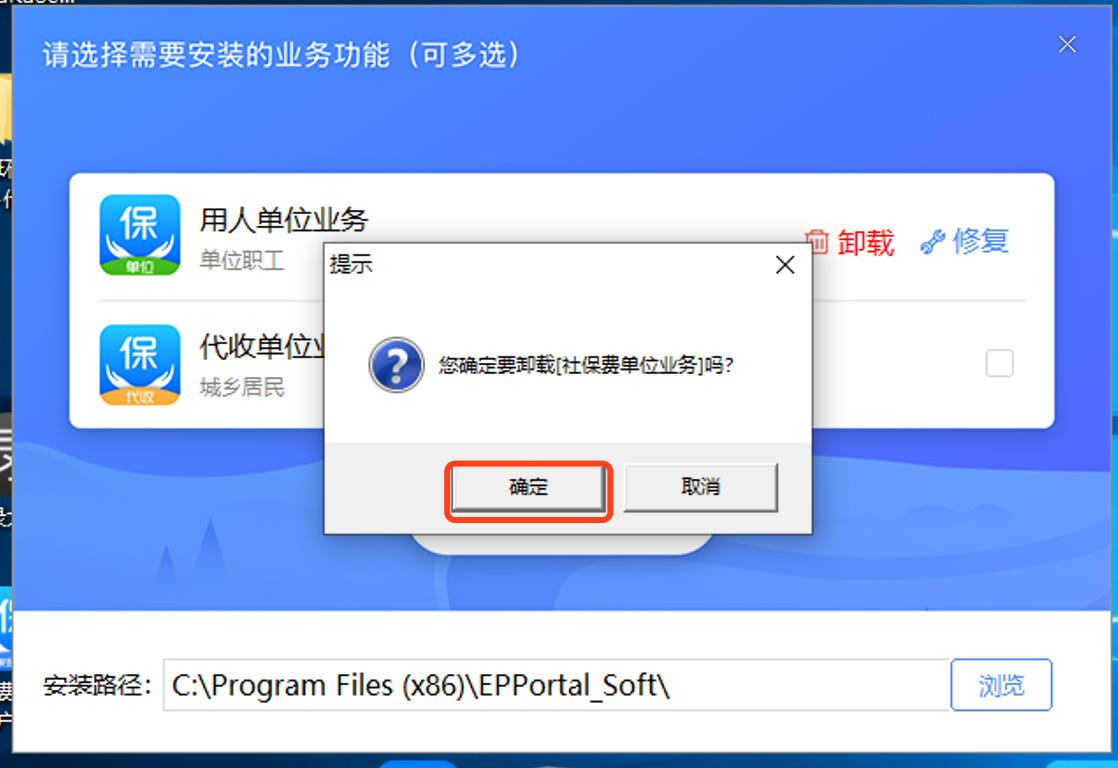 请选择需要安装的业务功能（可多选）
保
单位
用人单位业务
单位职工
卸载
修复
提示
您确定要卸载[社保费单位业务]吗?
保
代收
代收单位业
城乡居民
确定
取消
安装路径：
C:\Program Files (x86)\EPPortal_Soft\
浏览